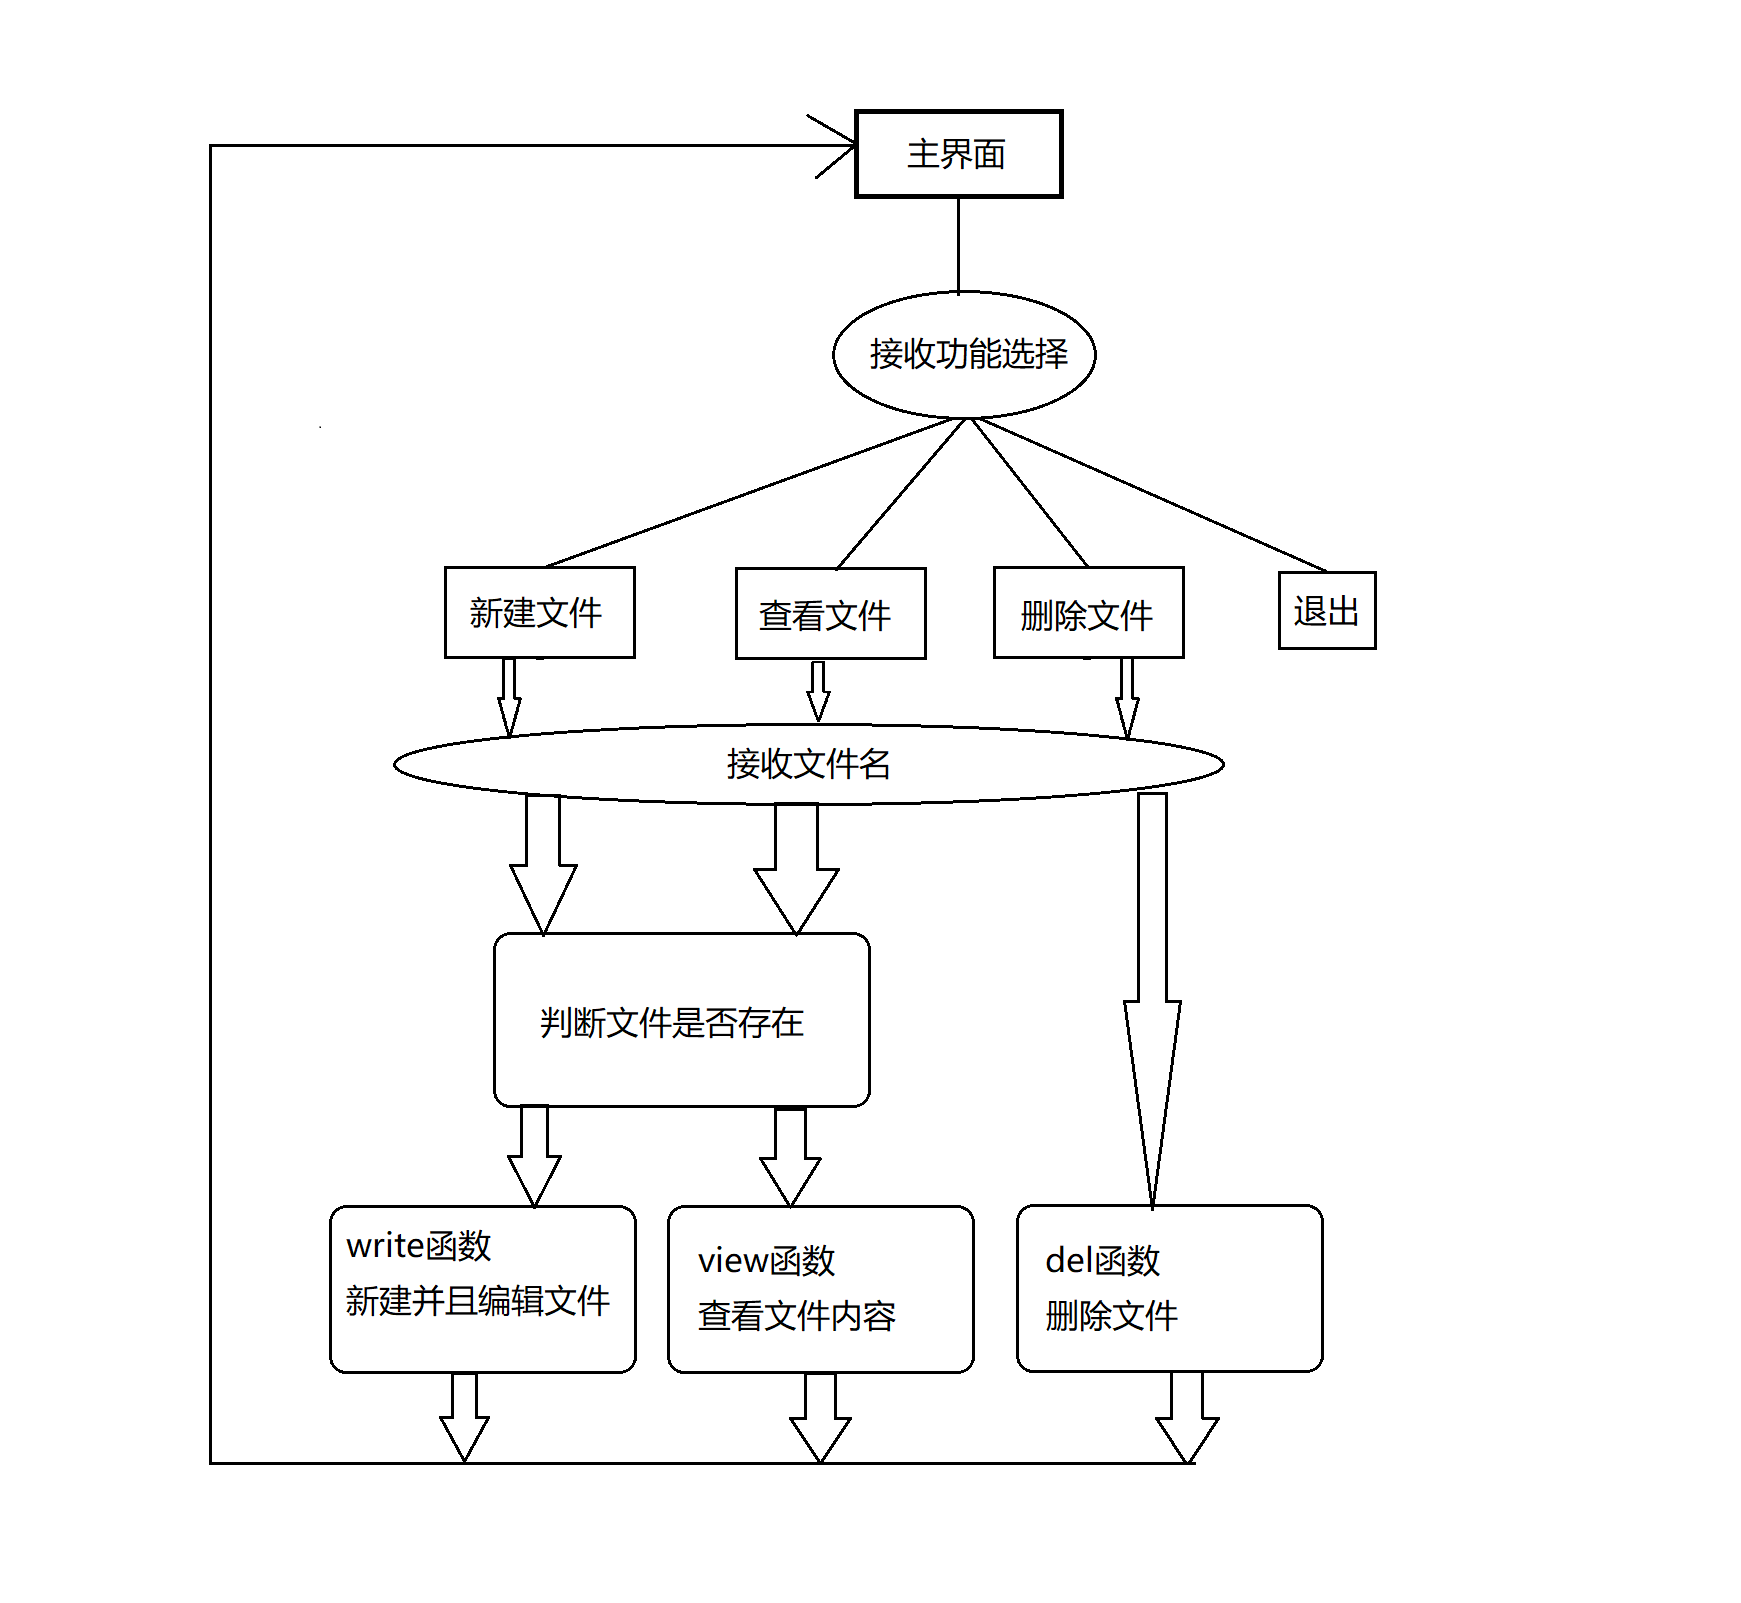 主界面
接收功能选择
新建文件
查看文件
删除文件
退出
接收文件名
判断文件是否存在
write函数
新建并且编辑文件
view函数
查看文件内容
del函数
删除文件